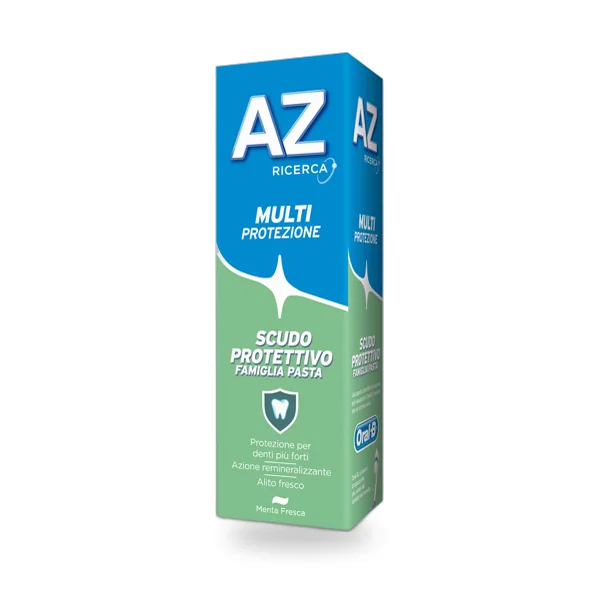 AZ
RICERCA
MULTI
PROTEZIONE
SCUDO
PROTETTIVO
FAMIGLIA PASTA
Protezione per
denti più forti
Azione remineralizzante
Alito fresco
Menta Fresca
AZ
RICERCA
MULTI
PROTEZIONE
SCUDO
PROTETTIVO
FAMIGLIA PASTA
Oral-B